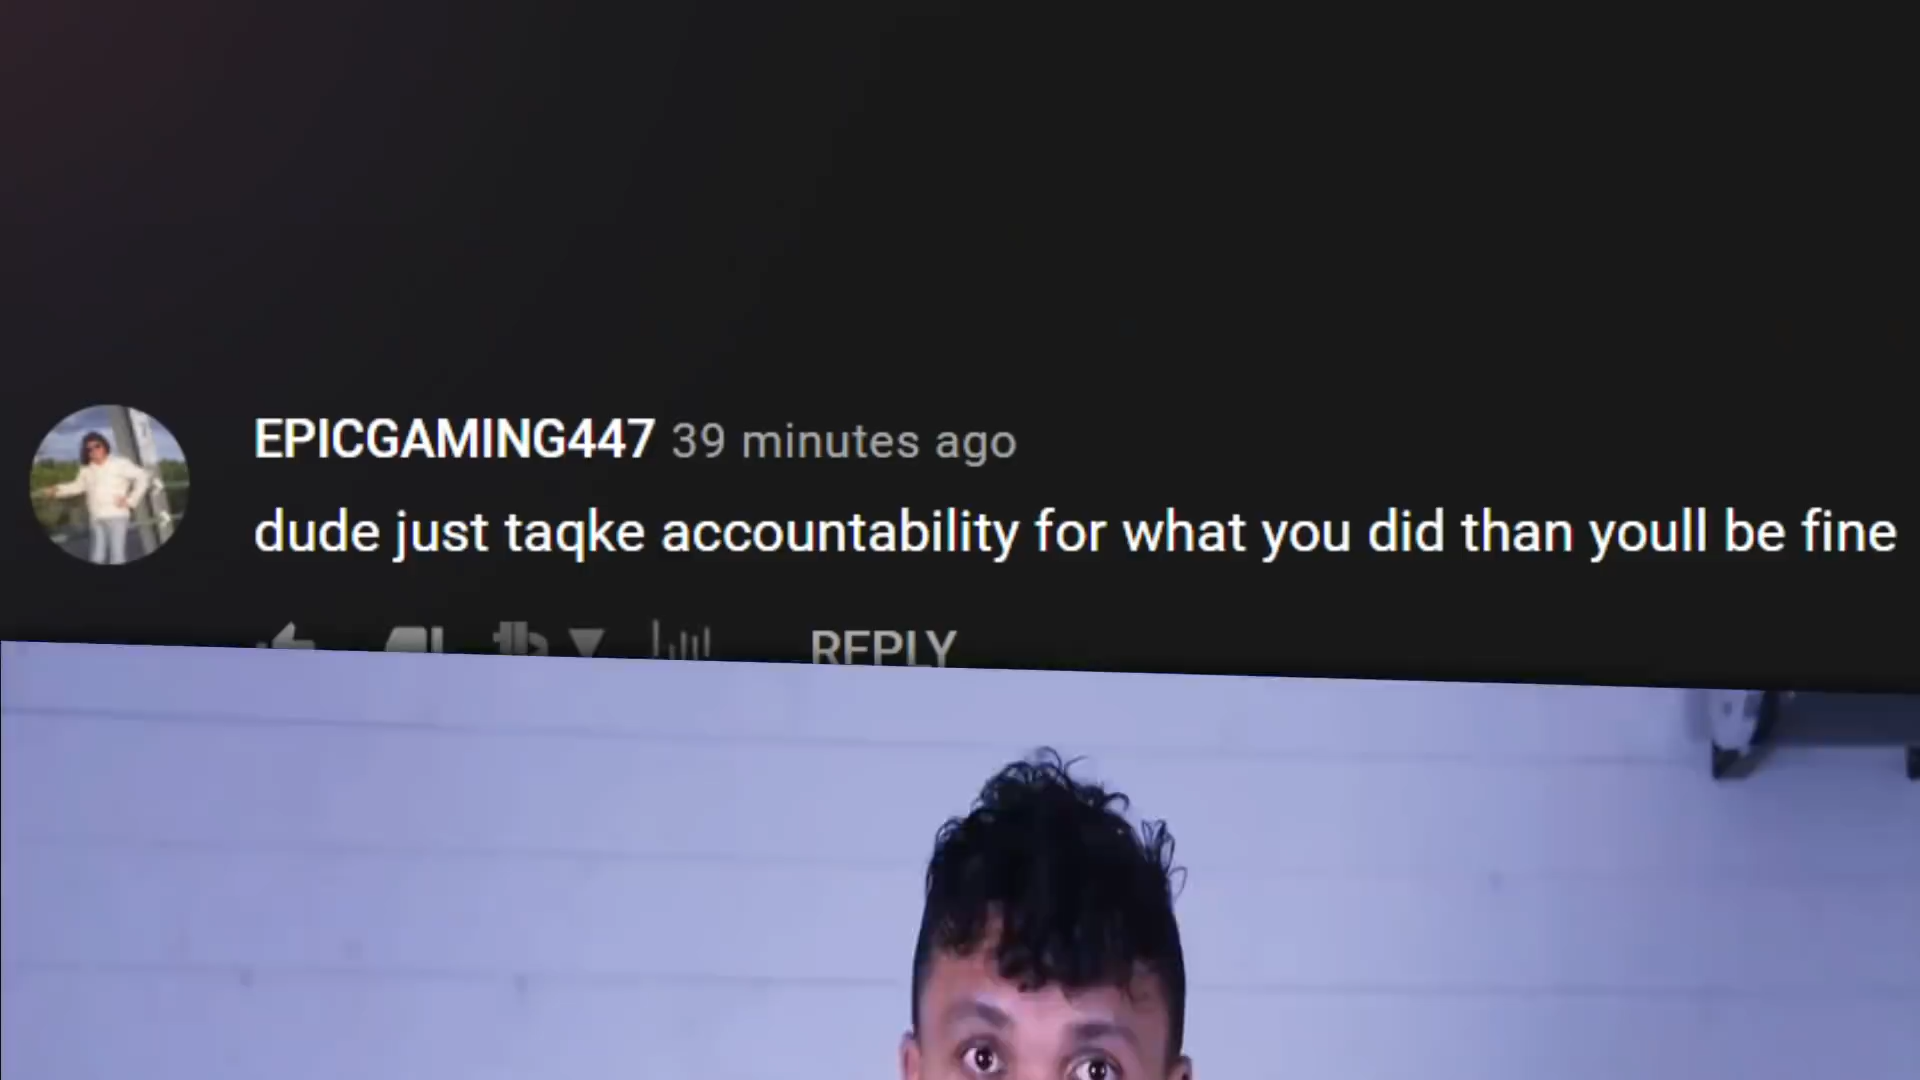 EPICGAMING447 39 minutes ago
dude just taqke accountability for what you did than youll be fine
REPLY